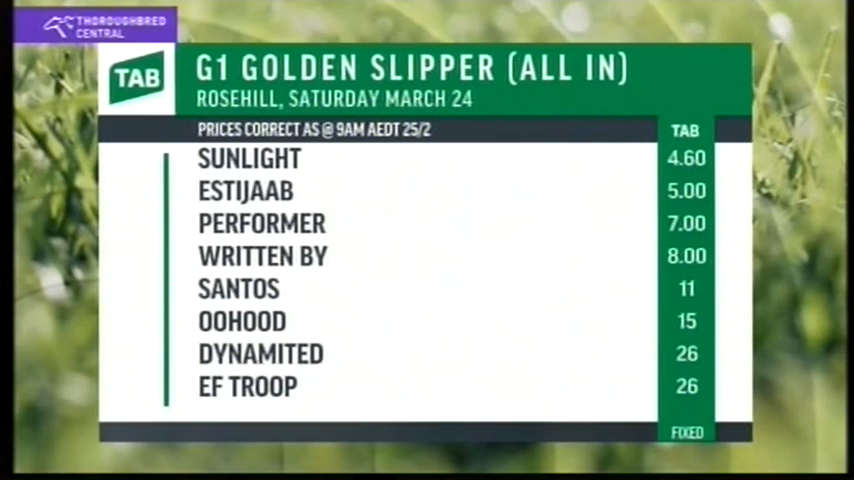 THOROUGHBRED
CENTRAL
TAB
G1 GOLDEN SLIPPER (ALL IN)
ROSEHILL, SATURDAY MARCH 24
PRICES CORRECT AS @ 9AM AEDT 25/2 TAB
SUNLIGHT 4.60
ESTIJAAB 5.00
PERFORMER 7.00
WRITTEN BY 8.00
SANTOS 11
OOHOOD 15
DYNAMITED 26
EF TROOP 26
FIXED